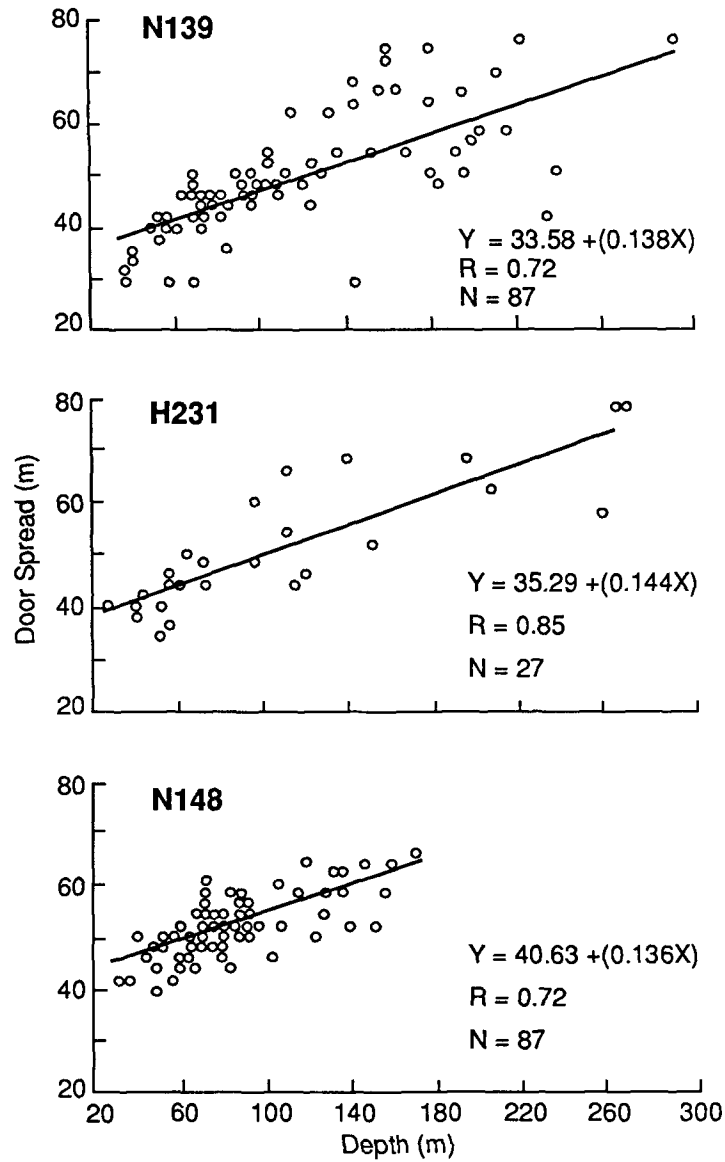 80
N139
60
40
Y = 33.58 +(0.138X)
R = 0.72
N = 87
20
80
H231
60
Door Spread (m)
40
Y = 35.29 +(0.144X)
R = 0.85
N = 27
20
80
N148
60
40
Y = 40.63 +(0.136X)
R = 0.72
N = 87
20
20 60 100 140 180 220 260 300
Depth (m)